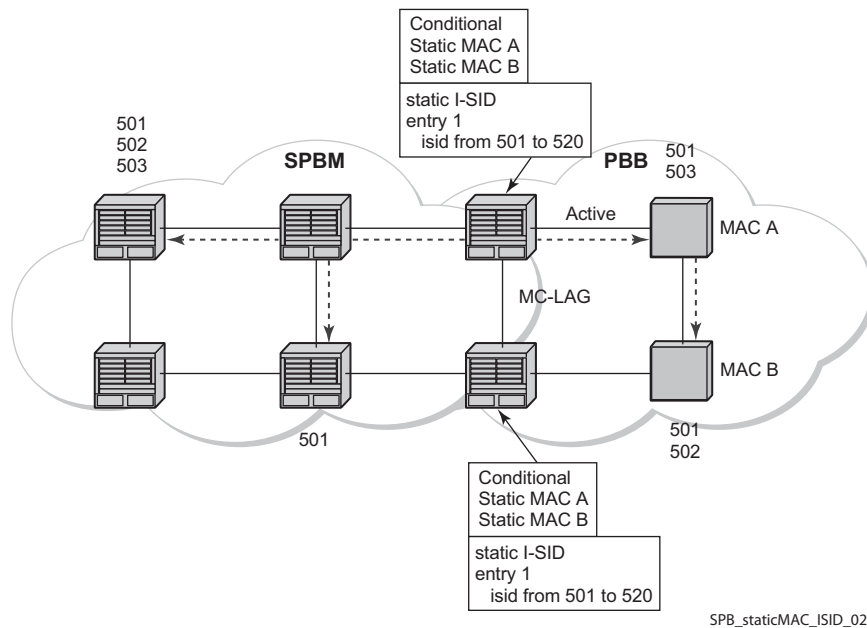 Conditional
Static MAC A
Static MAC B
static I-SID
entry 1
isid from 501 to 520
501
502
503
SPBM
PBB
501
503
Active
MAC A
MC-LAG
MAC B
501
501
502
Conditional
Static MAC A
Static MAC B
static I-SID
entry 1
isid from 501 to 520
SPB_staticMAC_ISID_02